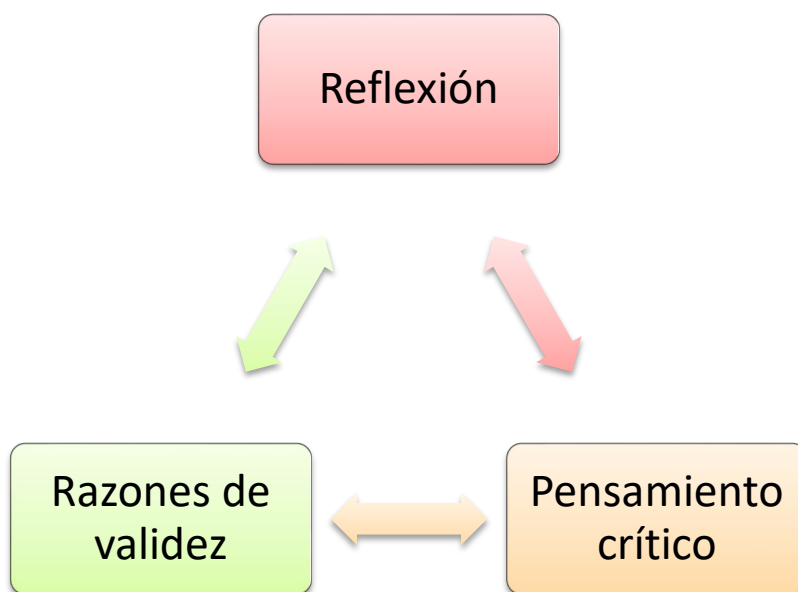 Reflexión
Razones de
validez
Pensamiento
crítico